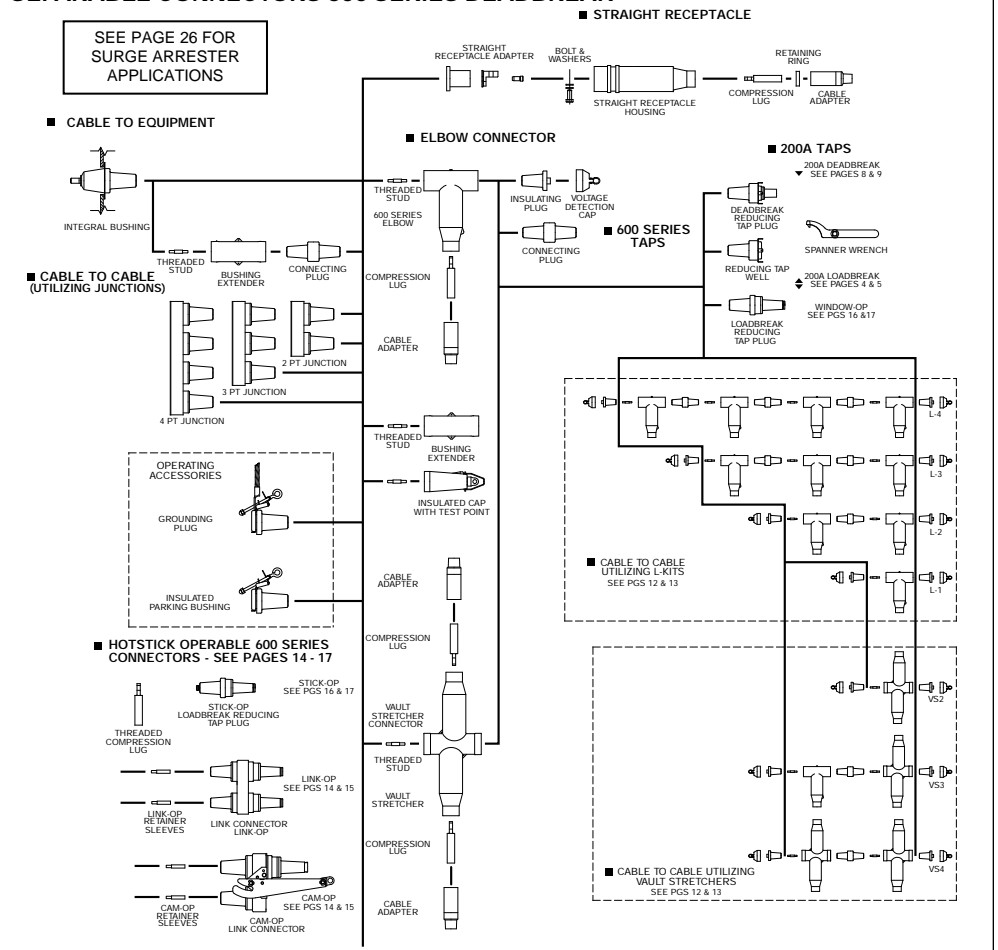 SEPARABLE CONNECTORS 600 SERIES DEADBREAK
■ STRAIGHT RECEPTACLE
SEE PAGE 26 FOR
SURGE ARRESTER
APPLICATIONS
STRAIGHT
RECEPTACLE ADAPTER
BOLT &
WASHERS
STRAIGHT RECEPTACLE
HOUSING
COMPRESSION
LUG
RETAINING
RING
CABLE
ADAPTER
■ CABLE TO EQUIPMENT
INTEGRAL BUSHING
THREADED
STUD
BUSHING
EXTENDER
CONNECTING
PLUG
■ ELBOW CONNECTOR
THREADED
STUD
600 SERIES
ELBOW
INSULATING
PLUG
VOLTAGE
DETECTION
CAP
CONNECTING
PLUG
■ 600 SERIES
TAPS
COMPRESSION
LUG
CABLE
ADAPTER
■ 200A TAPS
200A DEADBREAK
SEE PAGES 8 & 9
DEADBREAK
REDUCING
TAP PLUG
SPANNER WRENCH
REDUCING TAP
WELL
200A LOADBREAK
SEE PAGES 4 & 5
LOADBREAK
REDUCING
TAP PLUG
WINDOW-OP
SEE PGS 16 &17
■ CABLE TO CABLE
(UTILIZING JUNCTIONS)
2 PT JUNCTION
3 PT JUNCTION
4 PT JUNCTION
THREADED
STUD
BUSHING
EXTENDER
INSULATED CAP
WITH TEST POINT
OPERATING
ACCESSORIES
GROUNDING
PLUG
INSULATED
PARKING BUSHING
L-4
L-3
L-2
L-1
■ CABLE TO CABLE
UTILIZING L-KITS
SEE PGS 12 & 13
CABLE
ADAPTER
COMPRESSION
LUG
VAULT
STRETCHER
CONNECTOR
THREADED
STUD
VAULT
STRETCHER
COMPRESSION
LUG
CABLE
ADAPTER
■ HOTSTICK OPERABLE 600 SERIES
CONNECTORS - SEE PAGES 14 - 17
THREADED
COMPRESSION
LUG
STICK-OP
SEE PGS 16 & 17
STICK-OP
LOADBREAK REDUCING
TAP PLUG
LINK-OP
SEE PGS 14 & 15
LINK-OP
RETAINER
SLEEVES
LINK CONNECTOR
LINK-OP
CAM-OP
SEE PGS 14 & 15
CAM-OP
RETAINER
SLEEVES
CAM-OP
LINK CONNECTOR
VS2
VS3
VS4
■ CABLE TO CABLE UTILIZING
VAULT STRETCHERS
SEE PGS 12 & 13